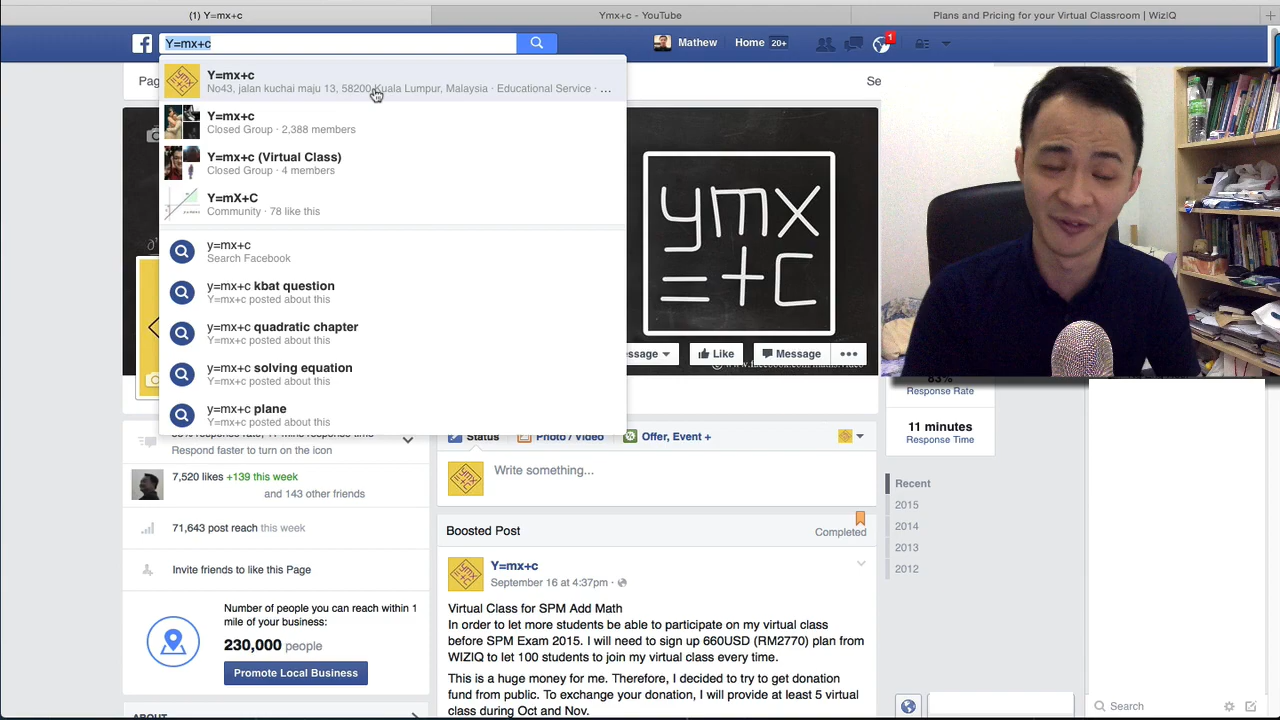 (1) Y=mx+c
Ymx+c - YouTube
Plans and Pricing for your Virtual Classroom | WizIQ
Y=mx+c
Mathew
Home 20+
1
Y=mx+c
No43, jalan kuchai maju 13, 58200 Kuala Lumpur, Malaysia · Educational Service · ...
Y=mx+c
Closed Group · 2,388 members
Y=mx+c (Virtual Class)
Closed Group · 4 members
Y=mX+C
Community · 78 like this
y=mx+c
Search Facebook
y=mx+c kbat question
Y=mx+c posted about this
y=mx+c quadratic chapter
Y=mx+c posted about this
y=mx+c solving equation
Y=mx+c posted about this
y=mx+c plane
Y=mx+c posted about this
Pag
Se
ymx
=+c
ssage
Like
Message
•••
www.facebook.com/maths.video
83%
Response Rate
11 minutes
Response Time
Respond faster to turn on the icon
7,520 likes +139 this week
and 143 other friends
71,643 post reach this week
Invite friends to like this Page
Number of people you can reach within 1
mile of your business:
230,000 people
Promote Local Business
ABOUT
Status
Photo / Video
Offer, Event +
Write something...
Boosted Post
Completed
Y=mx+c
September 16 at 4:37pm ·
Virtual Class for SPM Add Math
In order to let more students be able to participate on my virtual class
before SPM Exam 2015. I will need to sign up 660USD (RM2770) plan from
WIZIQ to let 100 students to join my virtual class every time.
This is a huge money for me. Therefore, I decided to try to get donation
fund from public. To exchange your donation, I will provide at least 5 virtual
class during Oct and Nov.
Recent
2015
2014
2013
2012
Search